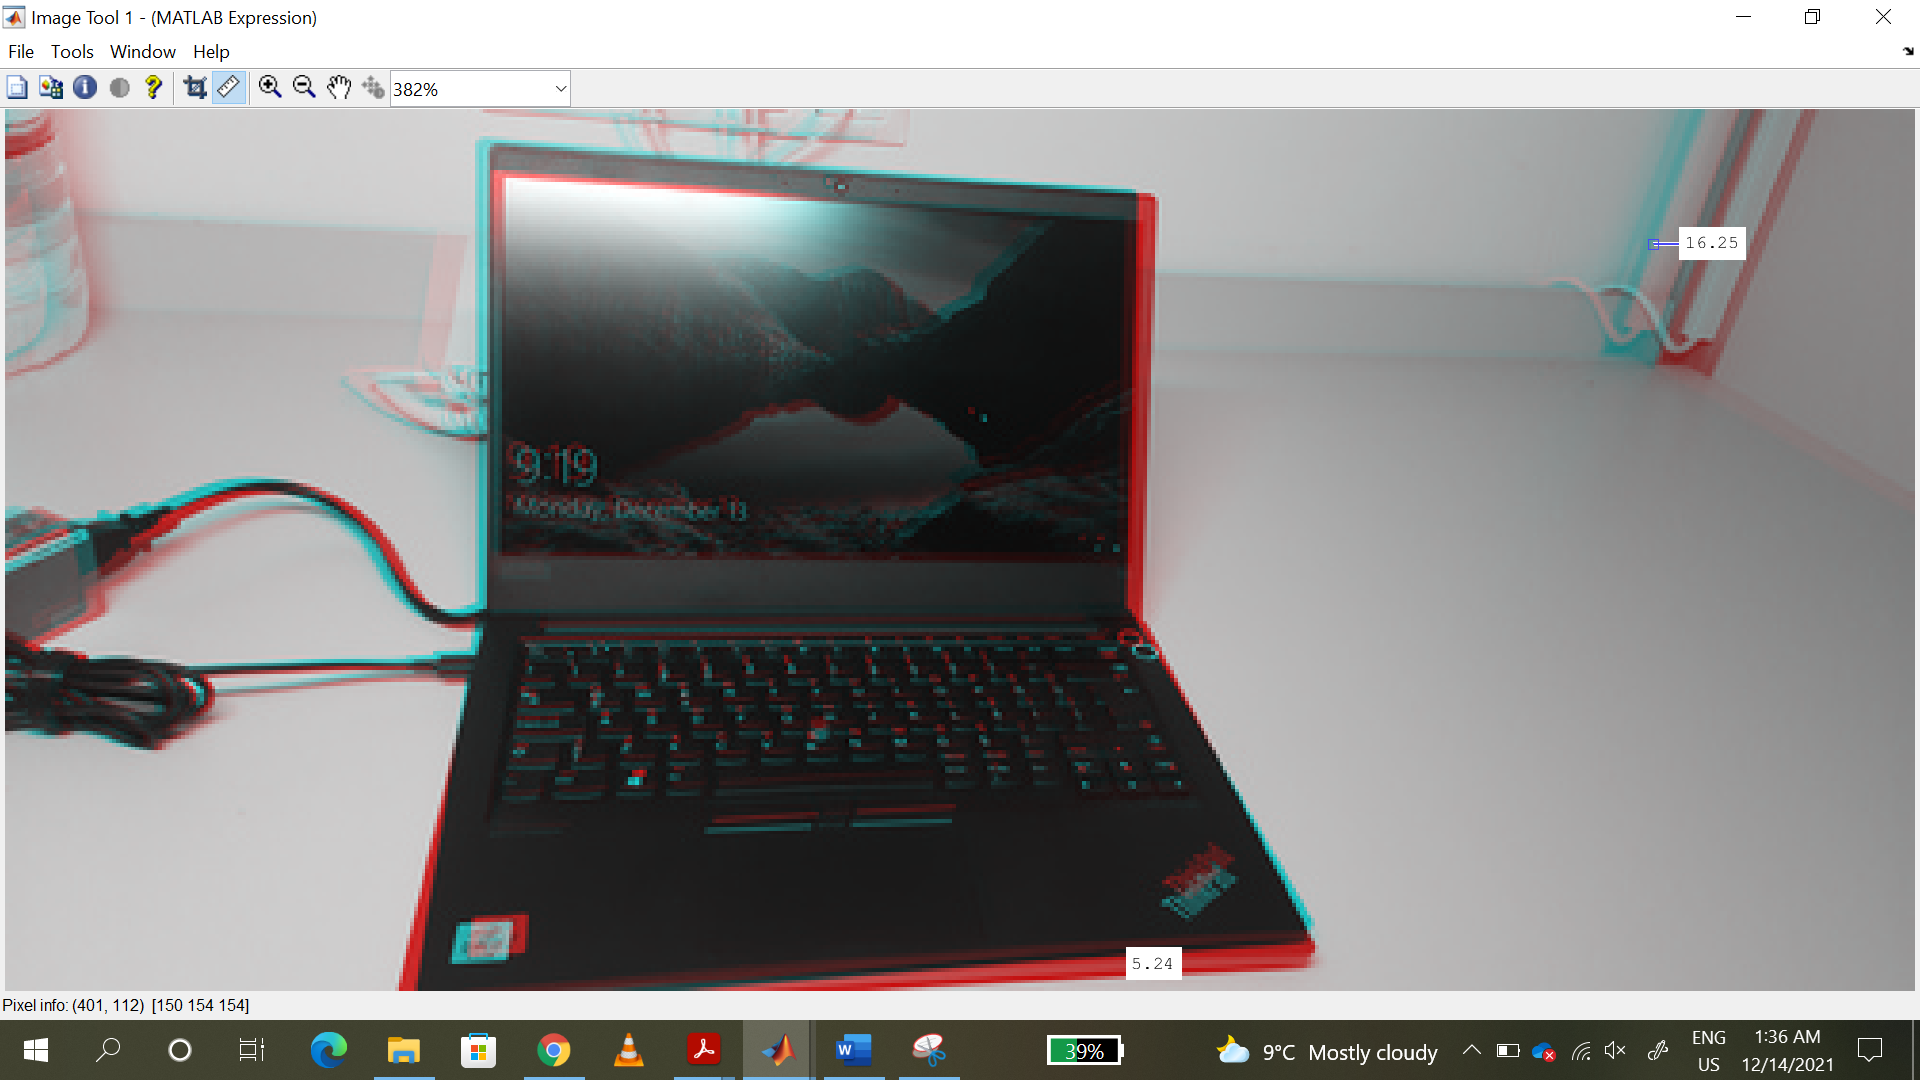 Image Tool 1 - (MATLAB Expression)
File Tools Window Help
382%
16.25
9:19
Monday, December 13
5.24
Pixel info: (401, 112) [150 154 154]
39%
9°C Mostly cloudy
ENG
US
1:36 AM
12/14/2021